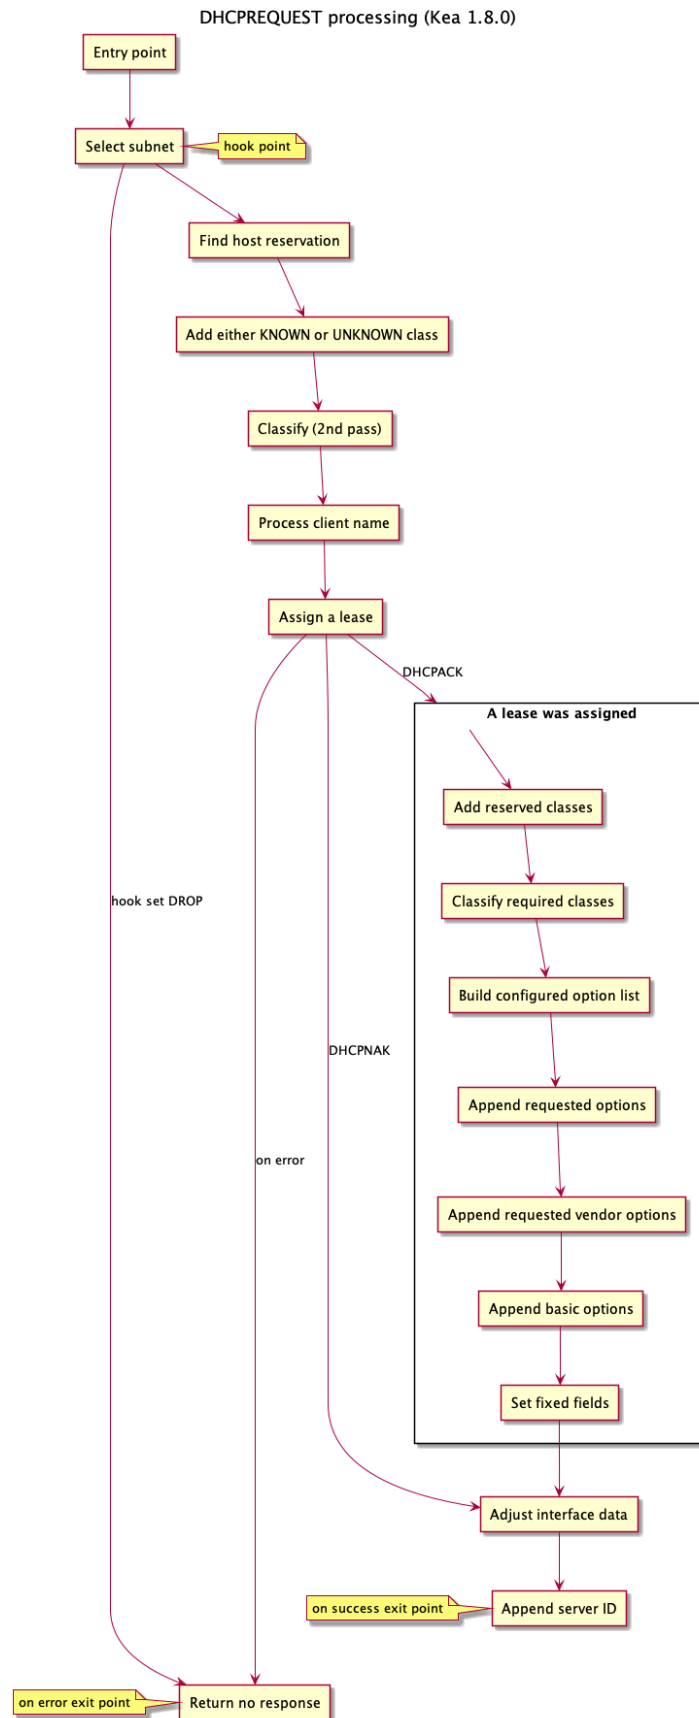 DHCPREQUEST processing (Kea 1.8.0)
Entry point
Select subnet
hook point
Find host reservation
Add either KNOWN or UNKNOWN class
Classify (2nd pass)
Process client name
Assign a lease
DHCPACK
A lease was assigned
Add reserved classes
Classify required classes
hook set DROP
Build configured option list
DHCPNAK
Append requested options
on error
Append requested vendor options
Append basic options
Set fixed fields
Adjust interface data
on success exit point
Append server ID
on error exit point
Return no response